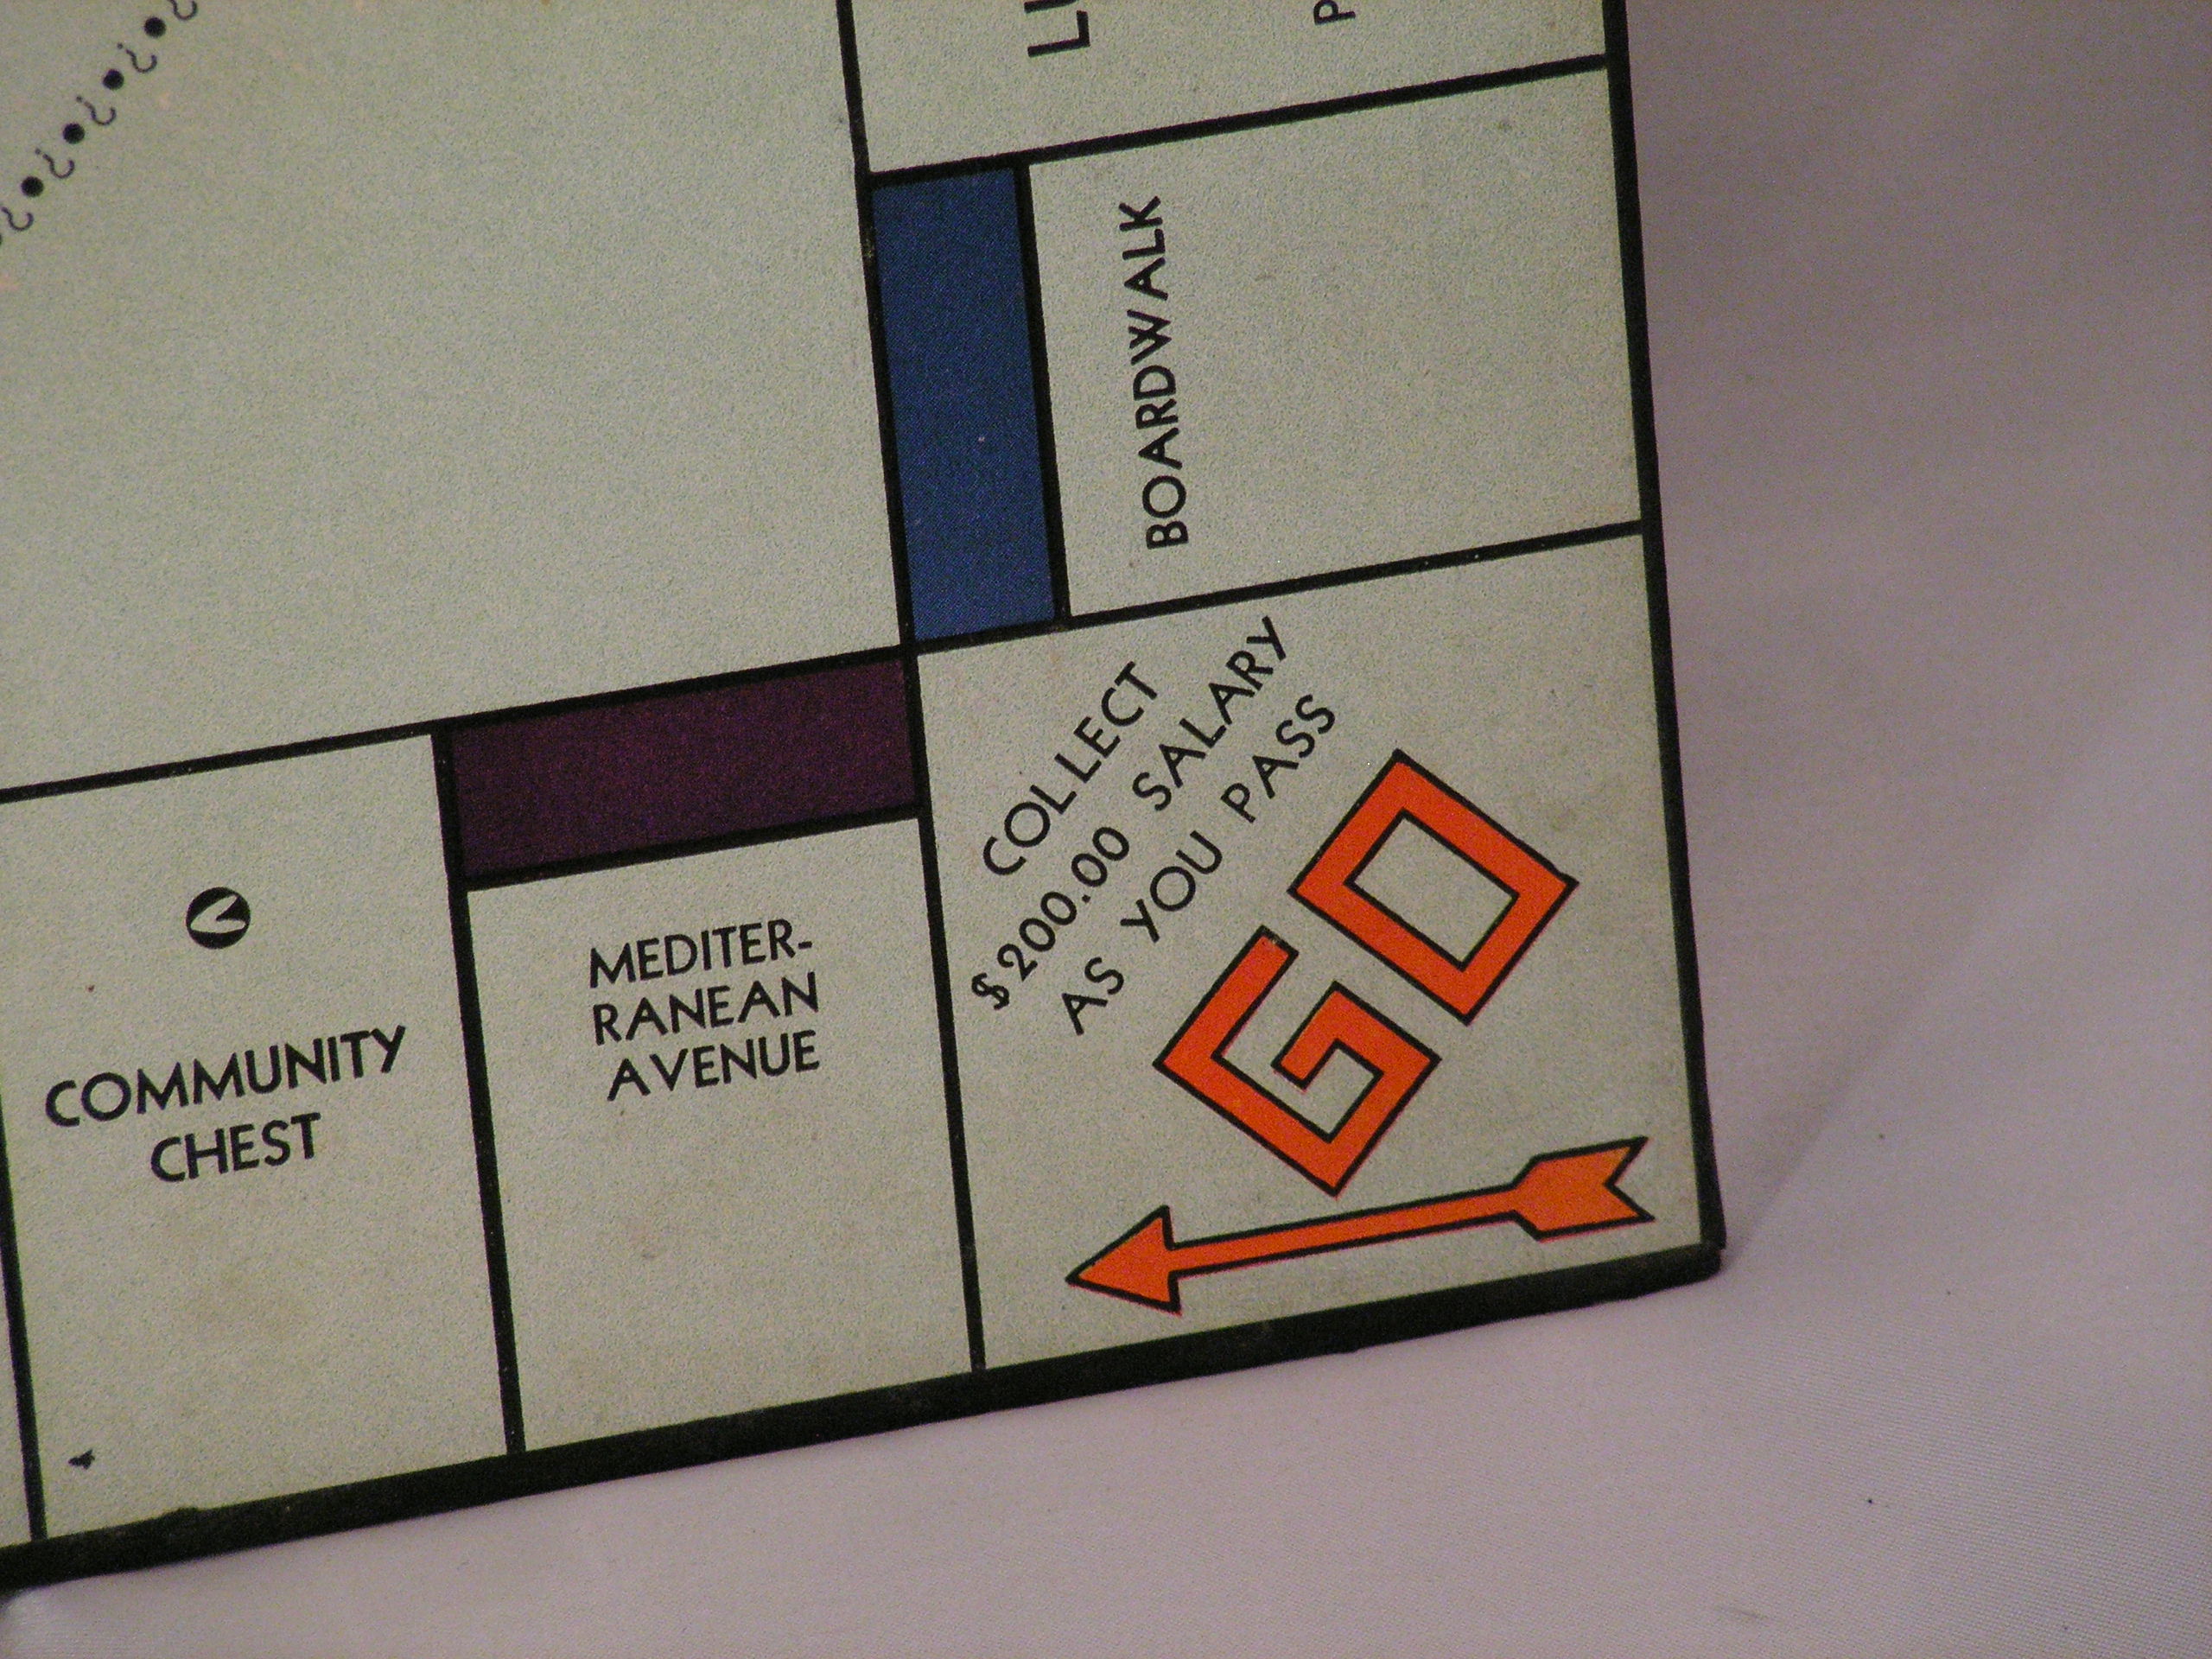 BOARDWALK
COLLECT
$200.00 SALARY
AS YOU PASS
GO
MEDITER-
RANEAN
AVENUE
COMMUNITY
CHEST